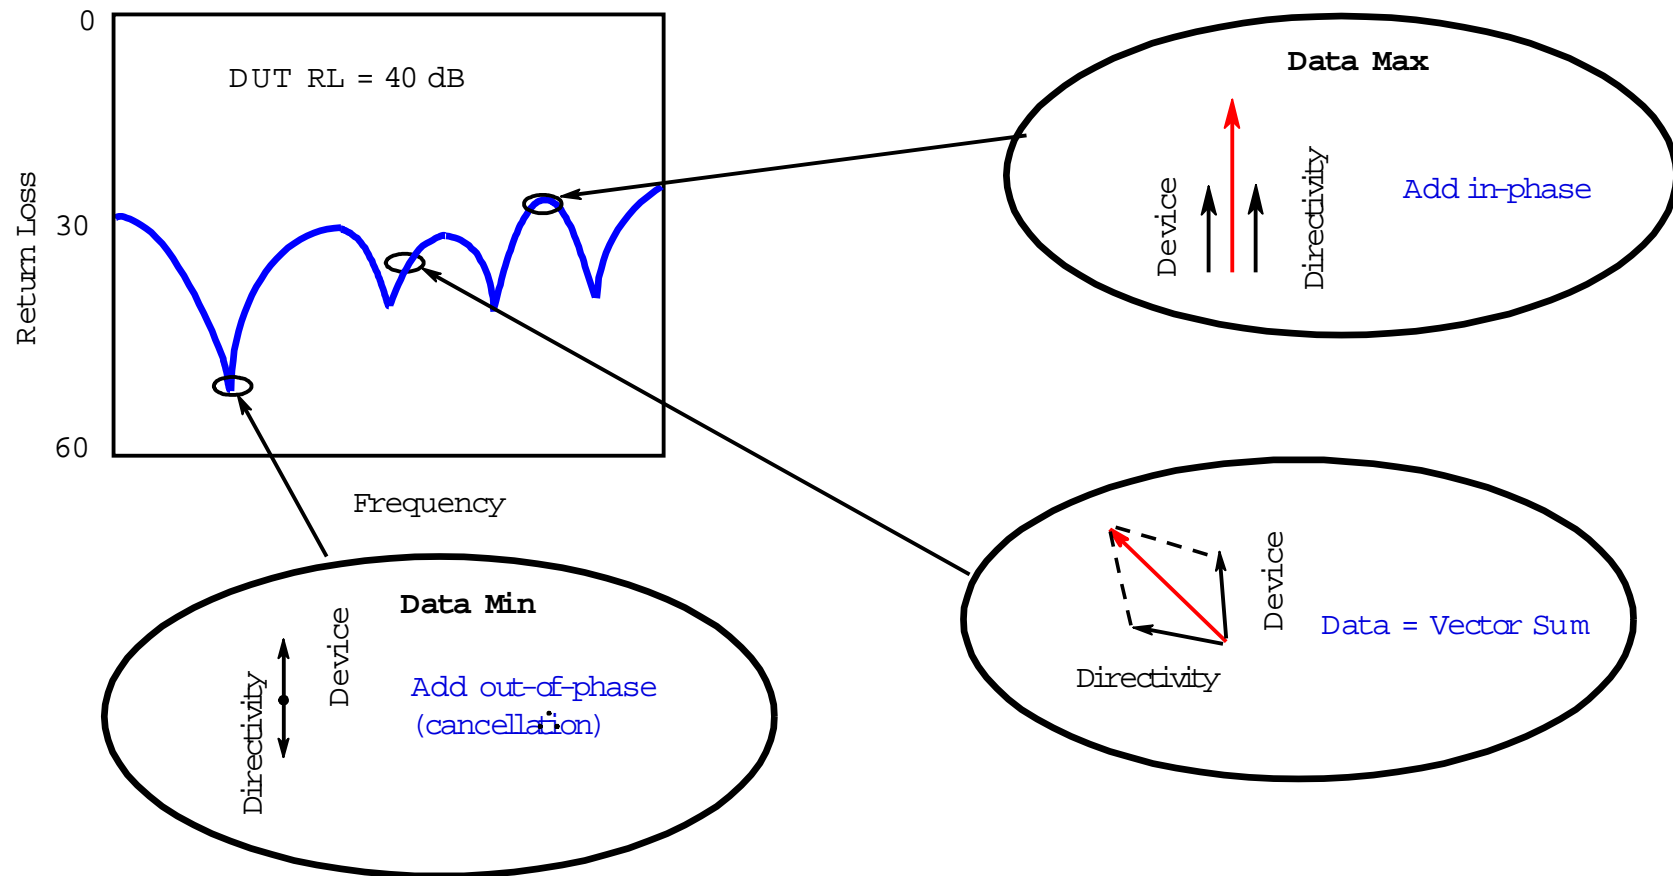 0
DUT RL = 40 dB
Return Loss
30
60
Frequency
Data Max
Device
Directivity
Add in-phase
Device
Data = Vector Sum
Directivity
Data Min
Device
Directivity
Add out-of-phase
(cancellation)